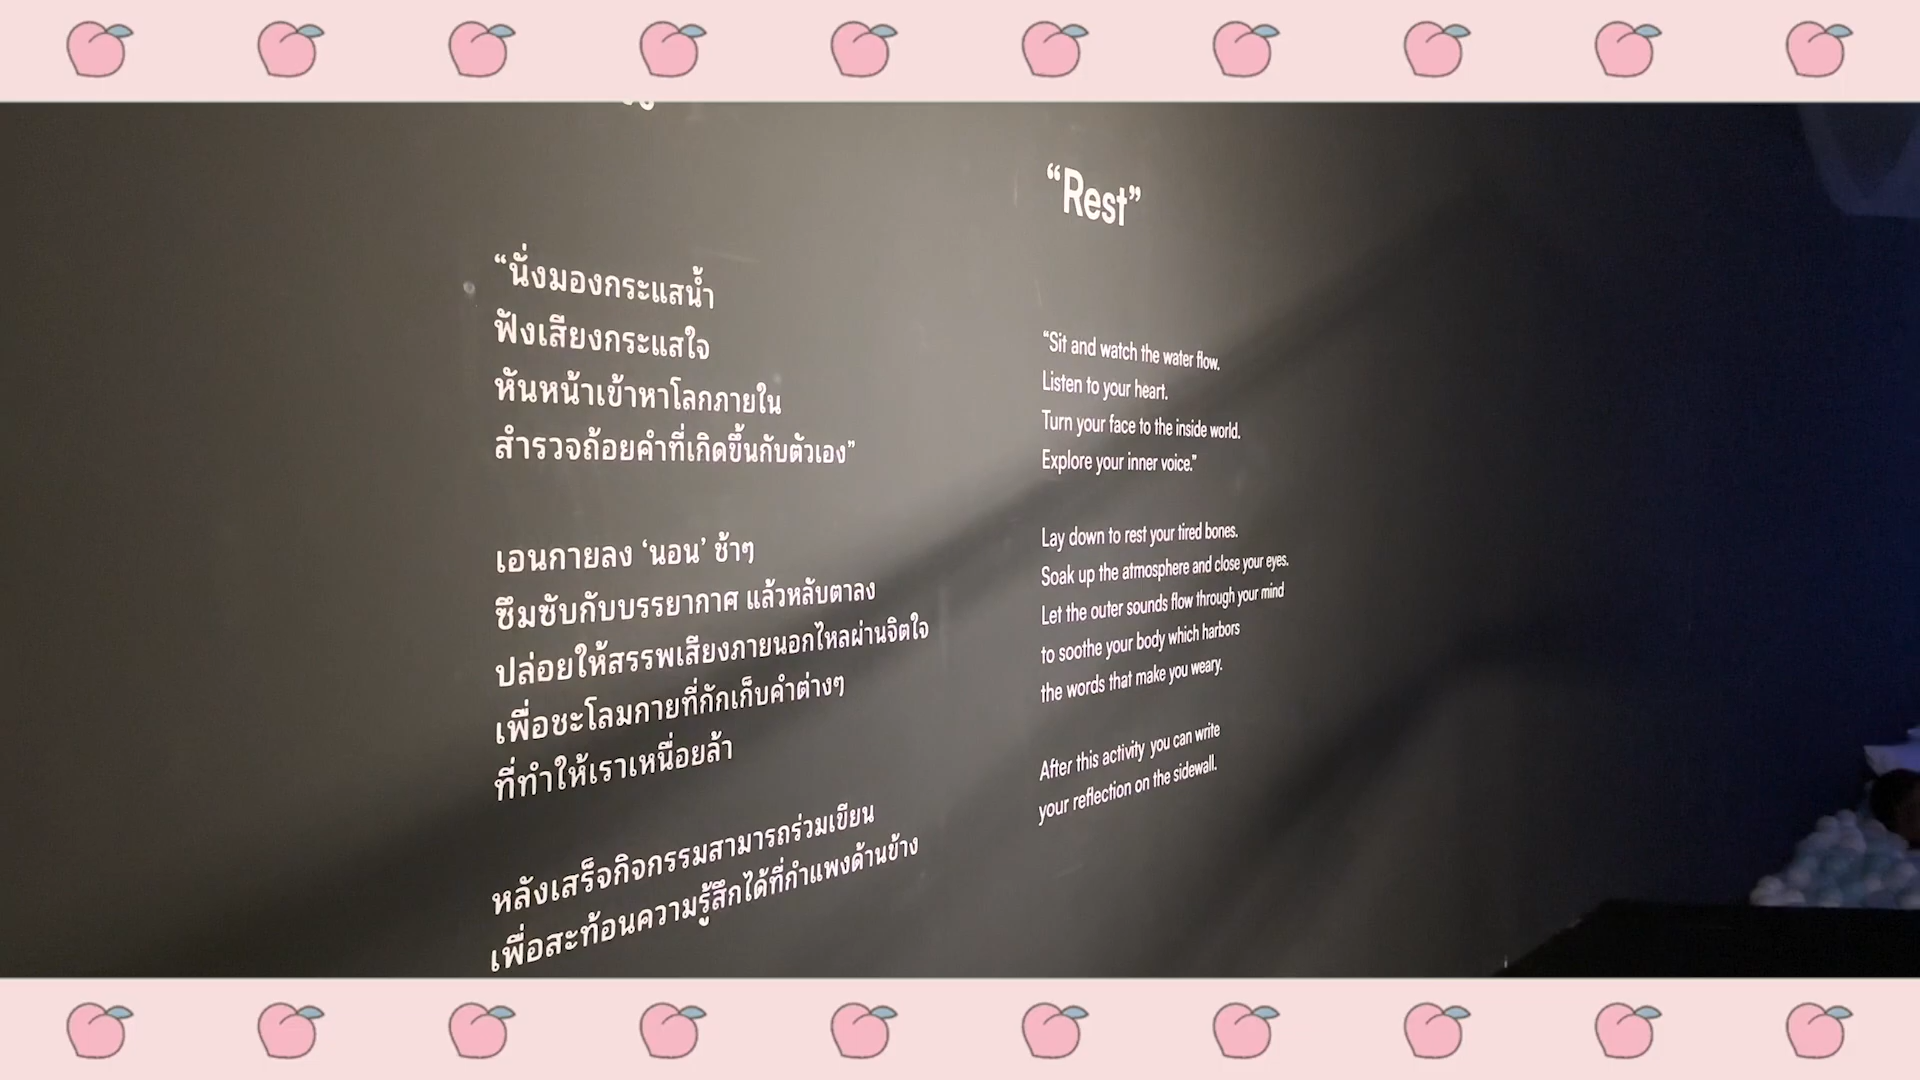 “นั่งมองกระแสน้ำ
ฟังเสียงกระแสใจ
หันหน้าเข้าหาโลกภายใน
สำรวจถ้อยคำที่เกิดขึ้นกับตัวเอง”
เอนกายลง ‘นอน’ ช้าๆ
ซึมซับกับบรรยากาศ แล้วหลับตาลง
ปล่อยให้สรรพเสียงภายนอกไหลผ่านจิตใจ
เพื่อชะโลมกายที่กักเก็บคำต่างๆ
ที่ทำให้เราเหนื่อยล้า
หลังเสร็จกิจกรรมสามารถร่วมเขียน
เพื่อสะท้อนความรู้สึกได้ที่กำแพงด้านข้าง
“Rest”
“Sit and watch the water flow.
Listen to your heart.
Turn your face to the inside world.
Explore your inner voice.”
Lay down to rest your tired bones.
Soak up the atmosphere and close your eyes.
Let the outer sounds flow through your mind
to soothe your body which harbors
the words that make you weary.
After this activity you can write
your reflection on the sidewall.